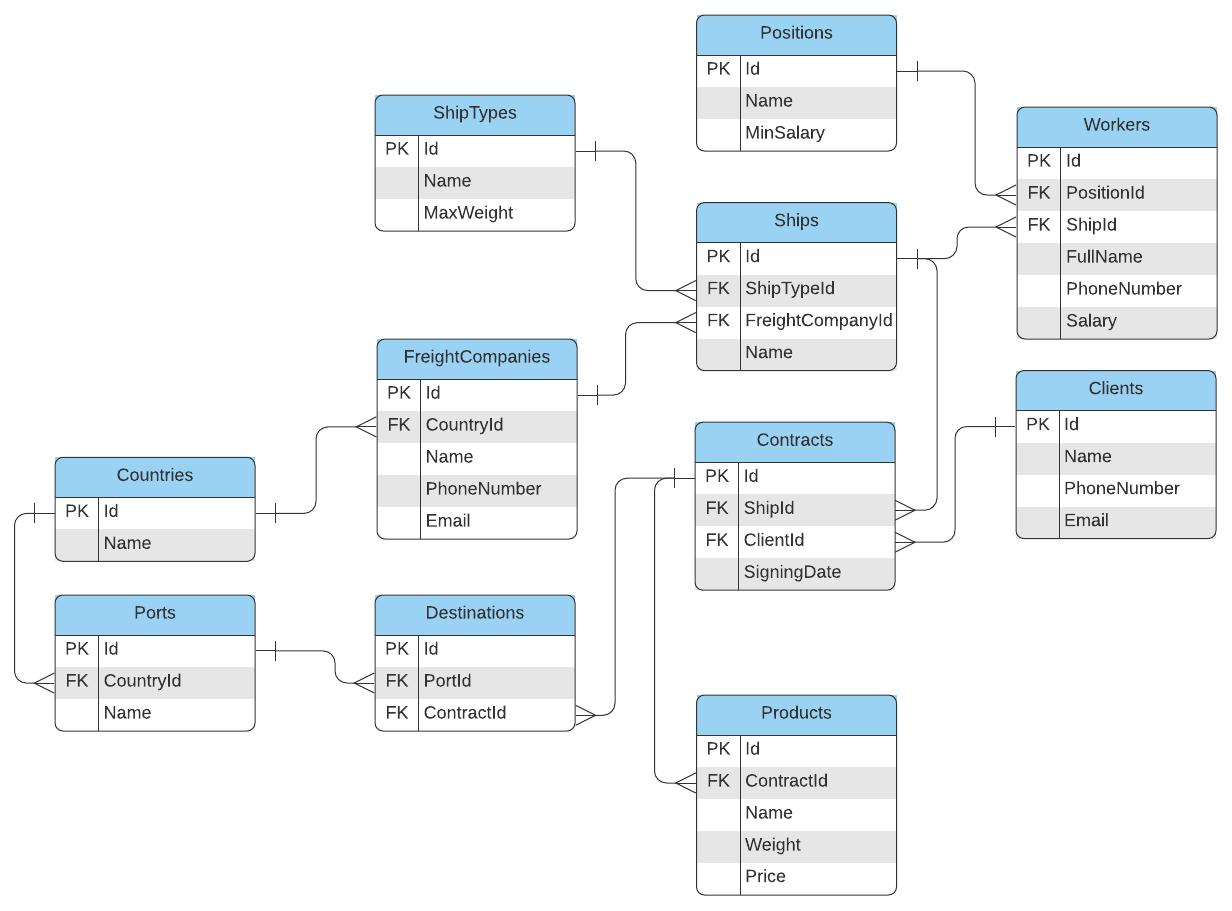 Positions
PK Id
Name
MinSalary
ShipTypes
PK Id
Name
MaxWeight
Workers
PK Id
FK PositionId
FK ShipId
FullName
PhoneNumber
Salary
Ships
PK Id
FK ShipTypeId
FK FreightCompanyId
Name
FreightCompanies
PK Id
FK CountryId
Name
PhoneNumber
Email
Clients
PK Id
Name
PhoneNumber
Email
Contracts
PK Id
FK ShipId
FK ClientId
SigningDate
Countries
PK Id
Name
Ports
PK Id
FK CountryId
Name
Destinations
PK Id
FK PortId
FK ContractId
Products
PK Id
FK ContractId
Name
Weight
Price